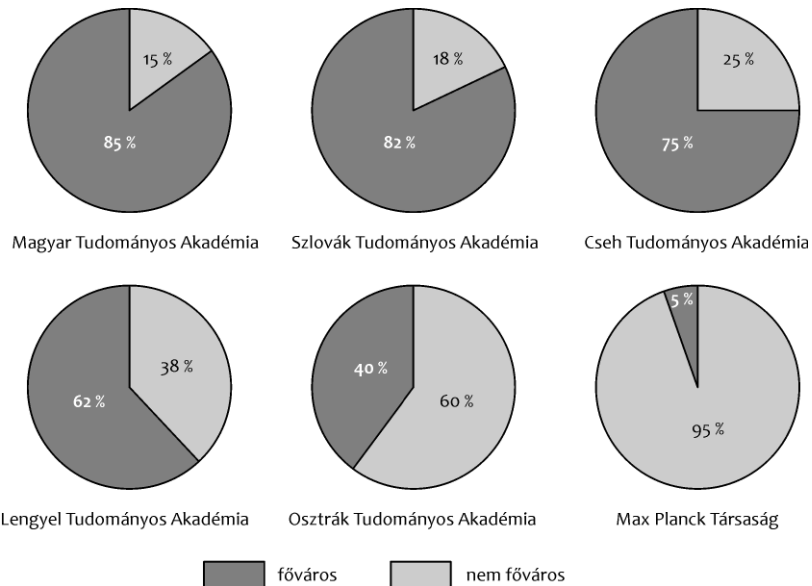 15 %
85 %
18 %
82 %
25 %
75 %
Magyar Tudományos Akadémia
Szlovák Tudományos Akadémia
Cseh Tudományos Akadémia
38 %
62 %
40 %
60 %
5 %
95 %
Lengyel Tudományos Akadémia
Osztrák Tudományos Akadémia
Max Planck Társaság
főváros
nem főváros